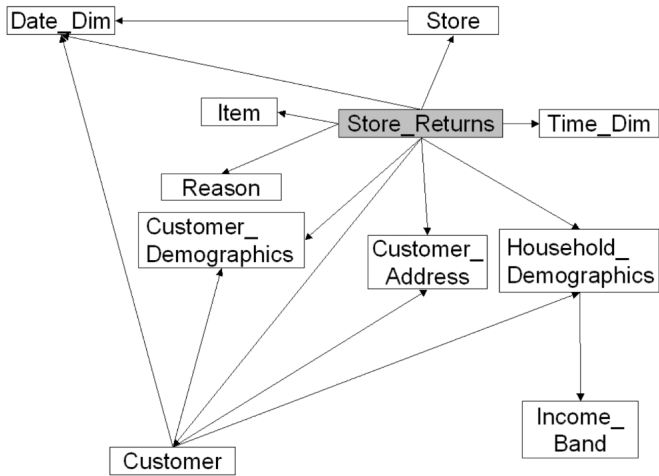 Date_Dim
Store
Item
Store_Returns
Time_Dim
Reason
Customer_
Demographics
Customer_
Address
Household_
Demographics
Income_
Band
Customer